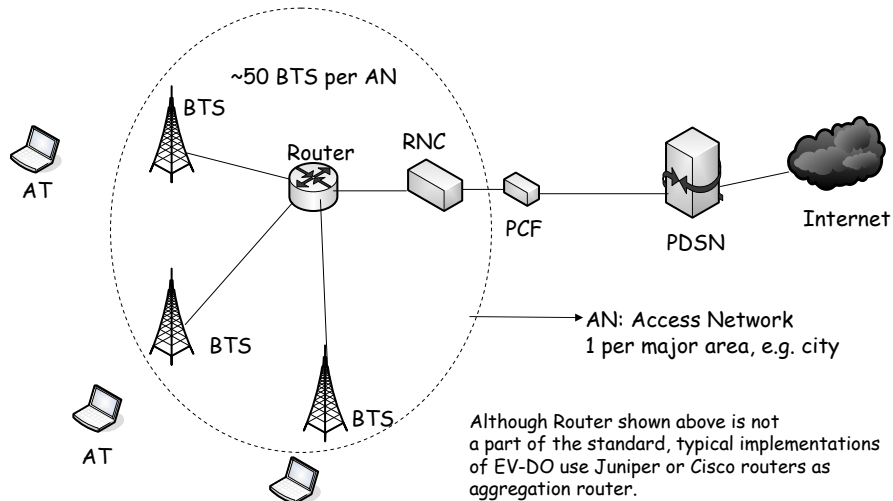 ~50 BTS per AN
BTS
Router
RNC
AT
PCF
PDSN
Internet
BTS
AN: Access Network
1 per major area, e.g. city
BTS
AT
Although Router shown above is not
a part of the standard, typical implementations
of EV-DO use Juniper or Cisco routers as
aggregation router.